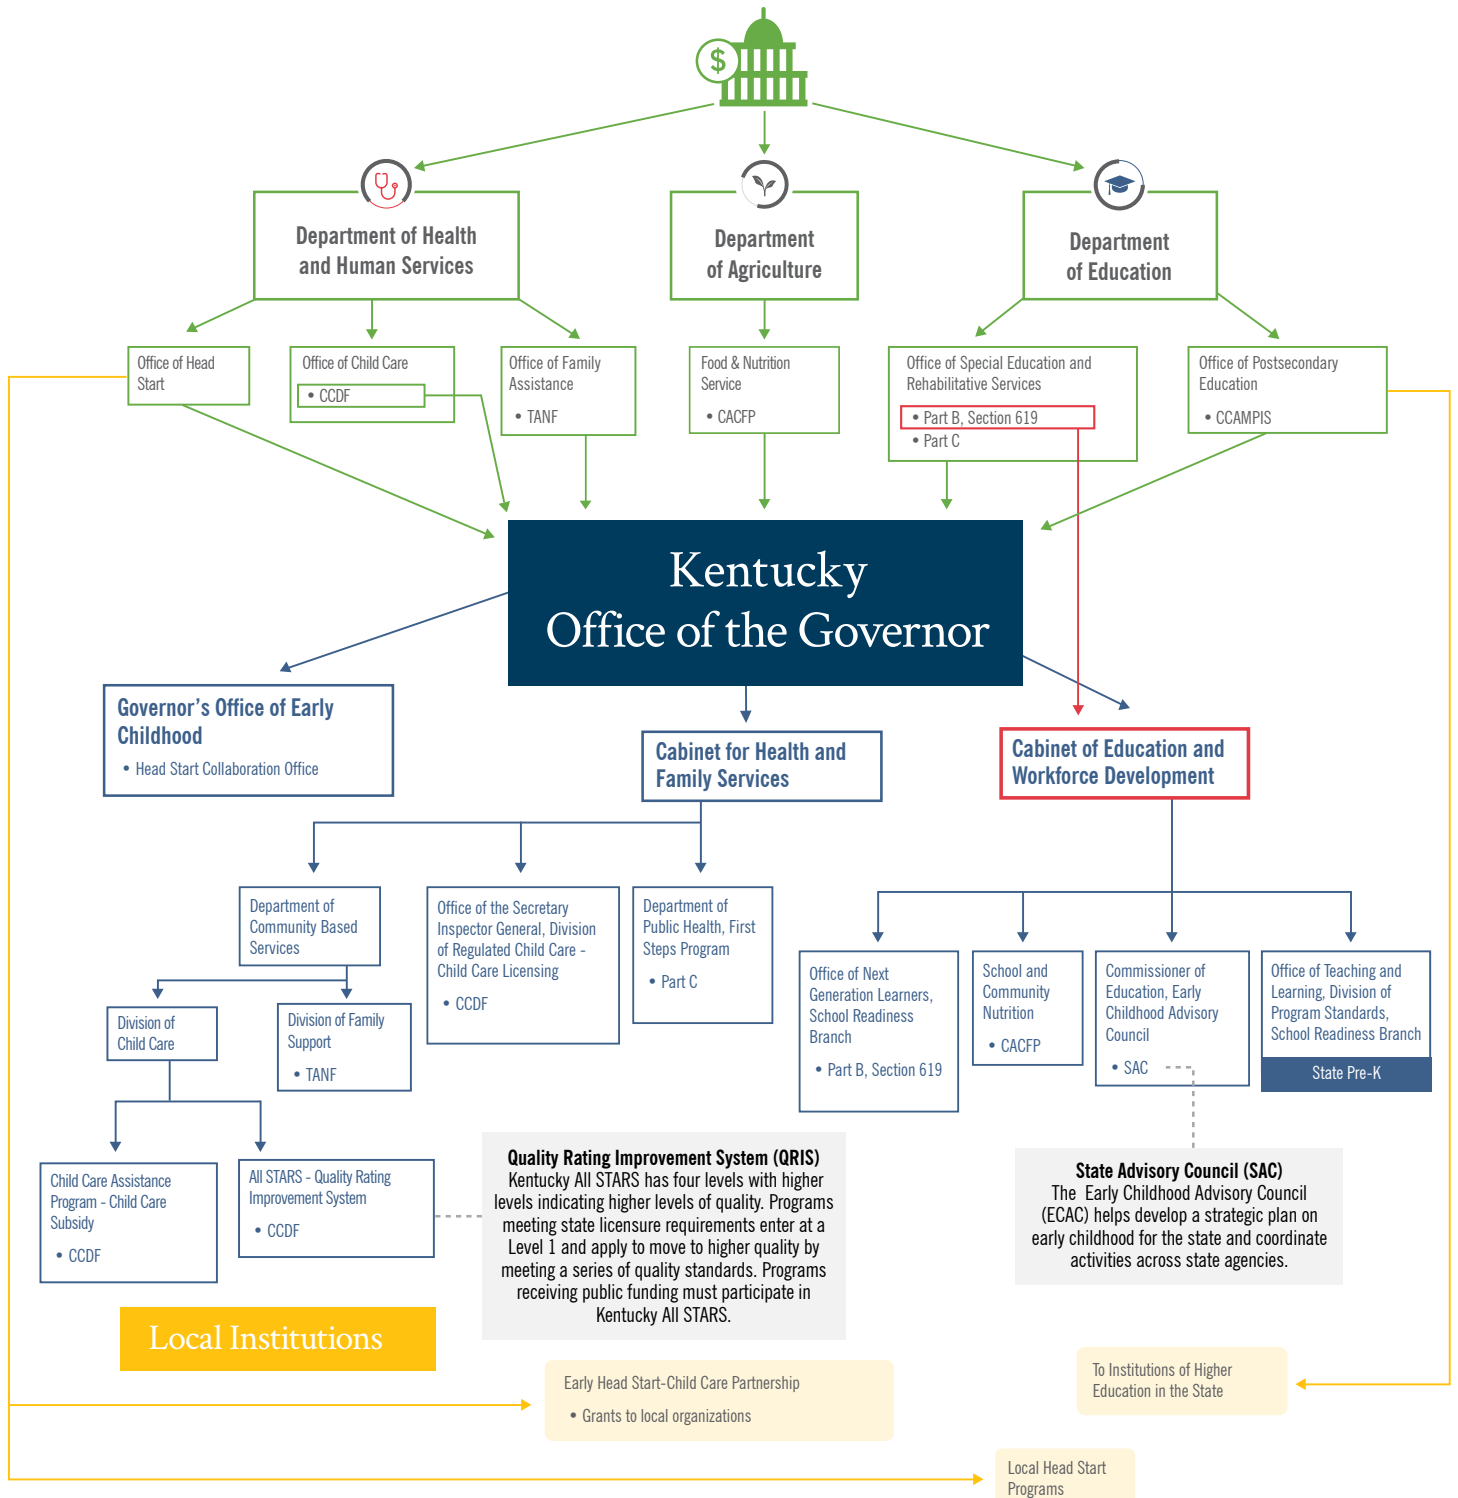 $
Department of Health
and Human Services
Department
of Agriculture
Department
of Education
Office of Head
Start
Office of Child Care
• CCDF
Office of Family
Assistance
• TANF
Food & Nutrition
Service
• CACFP
Office of Special Education and
Rehabilitative Services
• Part B, Section 619
• Part C
Office of Postsecondary
Education
• CCAMPIS
Kentucky
Office of the Governor
Governor’s Office of Early
Childhood
• Head Start Collaboration Office
Cabinet for Health and
Family Services
Cabinet of Education and
Workforce Development
Department of
Community Based
Services
Office of the Secretary
Inspector General, Division
of Regulated Child Care -
Child Care Licensing
• CCDF
Department of
Public Health, First
Steps Program
• Part C
Office of Next
Generation Learners,
School Readiness
Branch
• Part B, Section 619
School and
Community
Nutrition
• CACFP
Commissioner of
Education, Early
Childhood Advisory
Council
• SAC
Office of Teaching and
Learning, Division of
Program Standards,
School Readiness Branch
State Pre-K
Division of
Child Care
Division of Family
Support
• TANF
Child Care Assistance
Program - Child Care
Subsidy
• CCDF
All STARS - Quality Rating
Improvement System
• CCDF
Quality Rating Improvement System (QRIS)
Kentucky All STARS has four levels with higher
levels indicating higher levels of quality. Programs
meeting state licensure requirements enter at a
Level 1 and apply to move to higher quality by
meeting a series of quality standards. Programs
receiving public funding must participate in
Kentucky All STARS.
State Advisory Council (SAC)
The Early Childhood Advisory Council
(ECAC) helps develop a strategic plan on
early childhood for the state and coordinate
activities across state agencies.
Local Institutions
Early Head Start-Child Care Partnership
• Grants to local organizations
To Institutions of Higher
Education in the State
Local Head Start
Programs